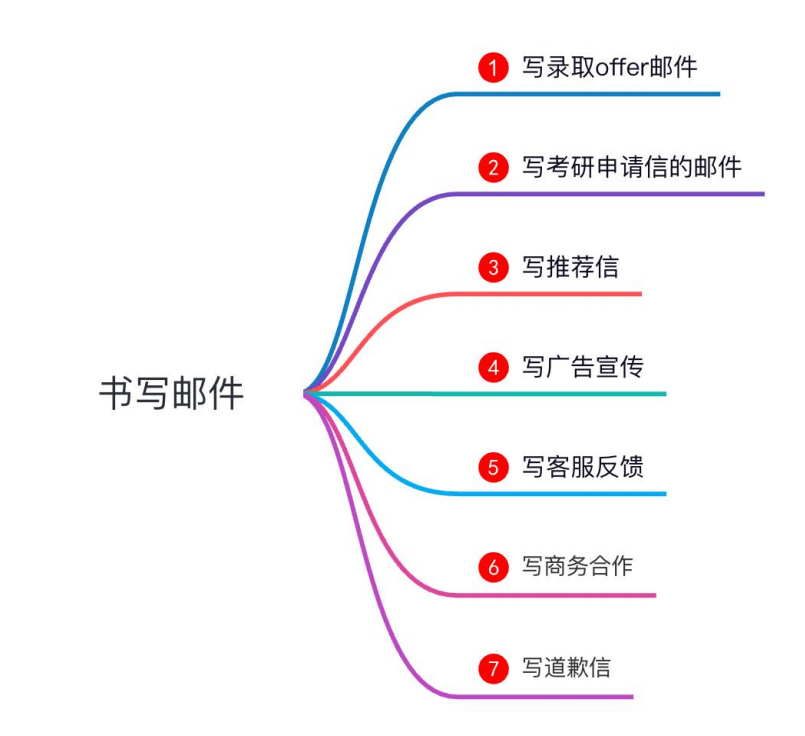 1 写录取offer邮件
2 写考研申请信的邮件
3 写推荐信
书写邮件
4 写广告宣传
5 写客服反馈
6 写商务合作
7 写道歉信